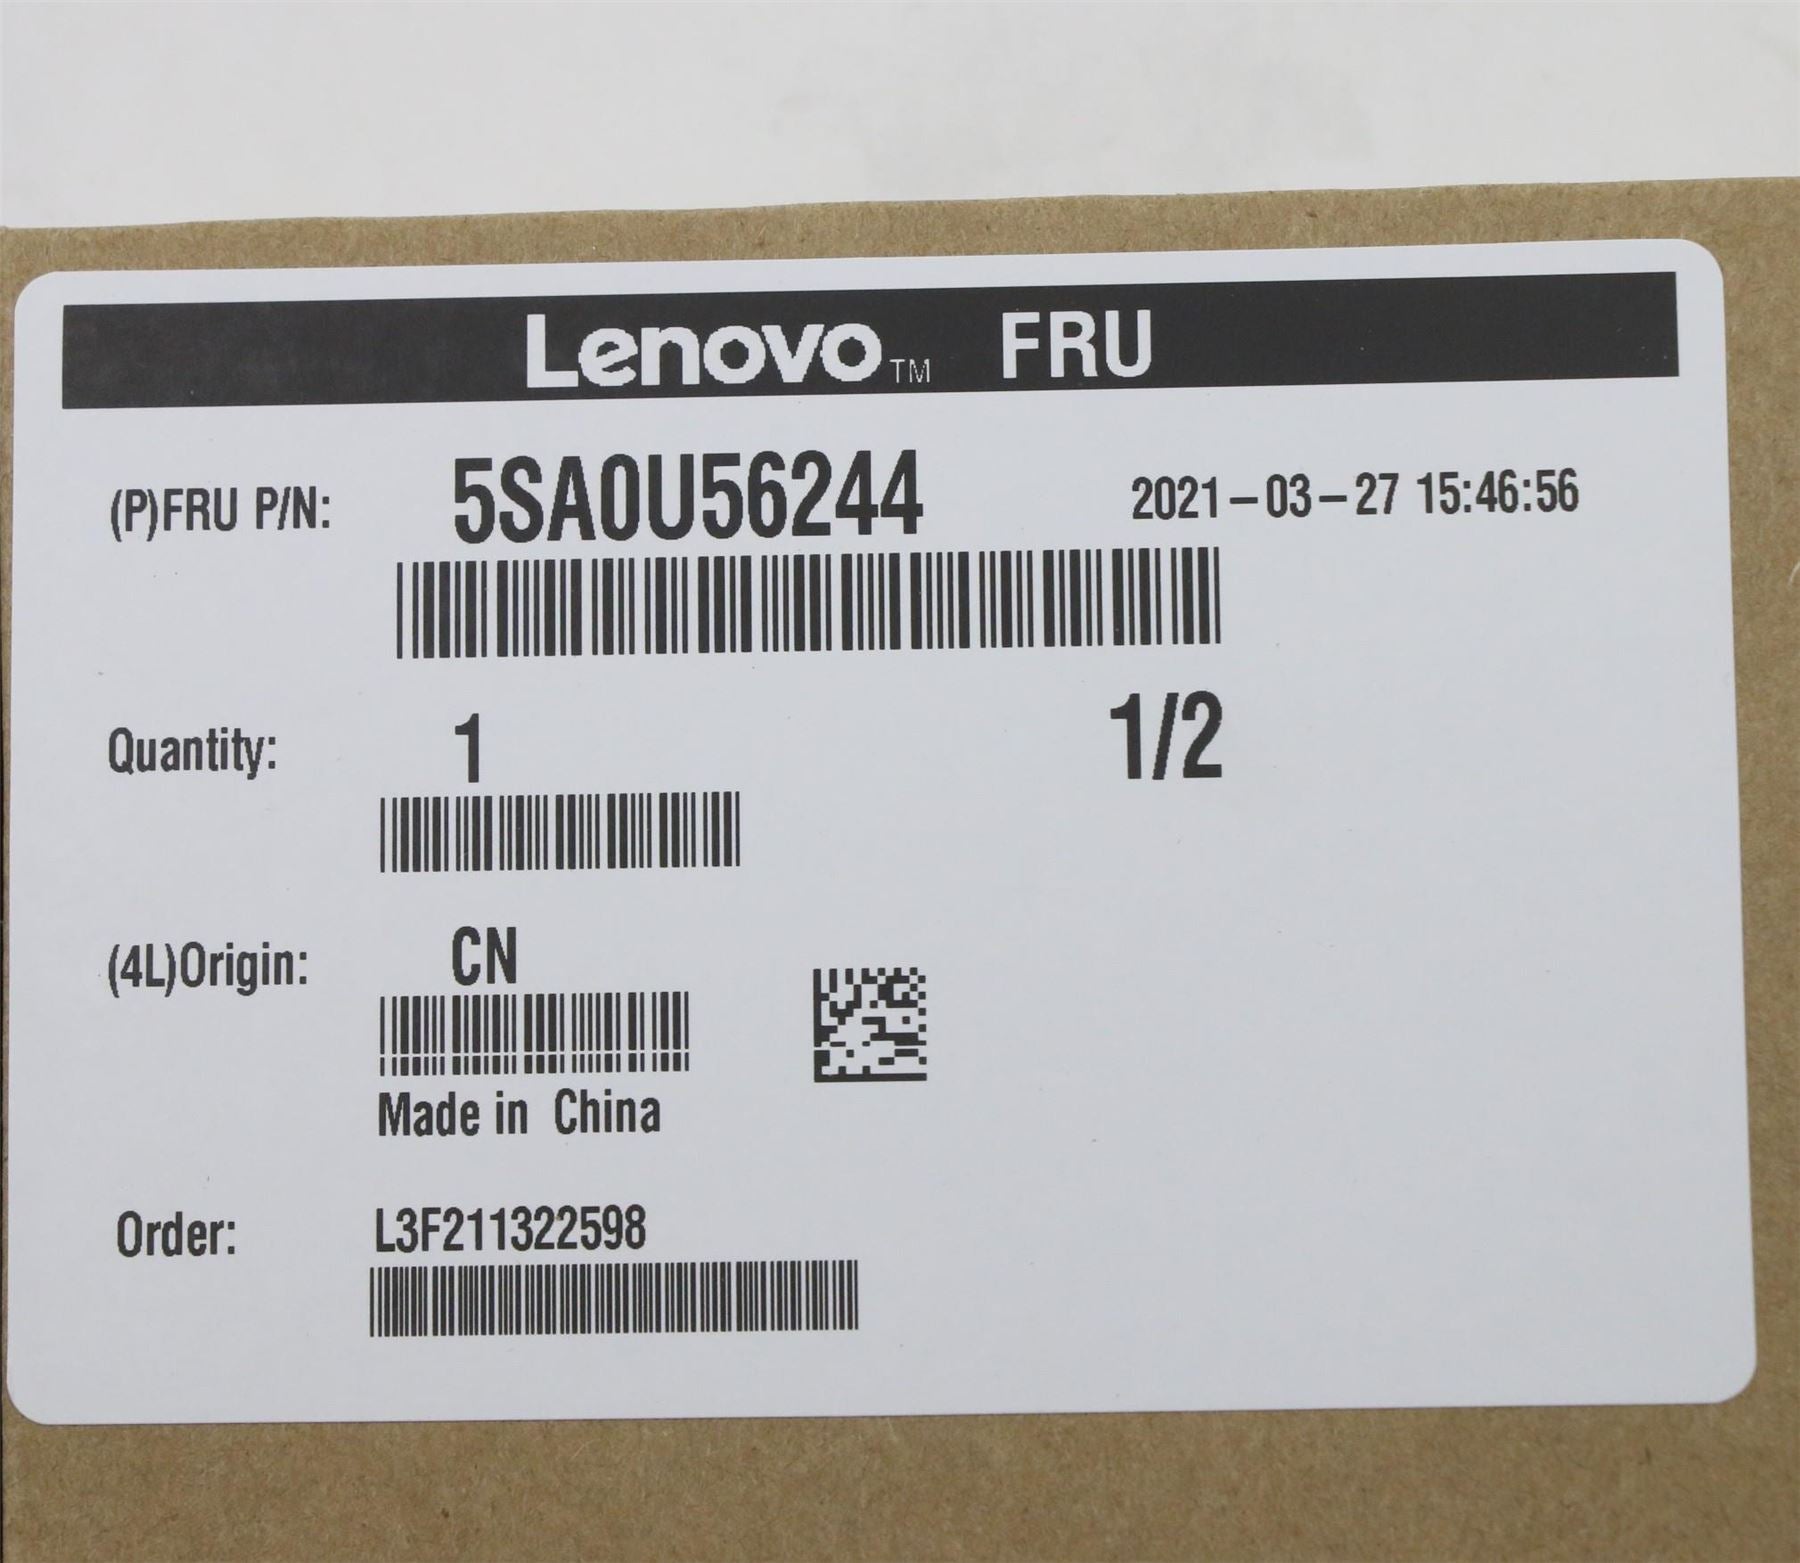 Lenovo™ FRU
(P)FRU P/N: 5SA0U56244 2021-03-27 15:46:56
Quantity: 1 1/2
(4L)Origin: CN
Made in China
Order: L3F211322598